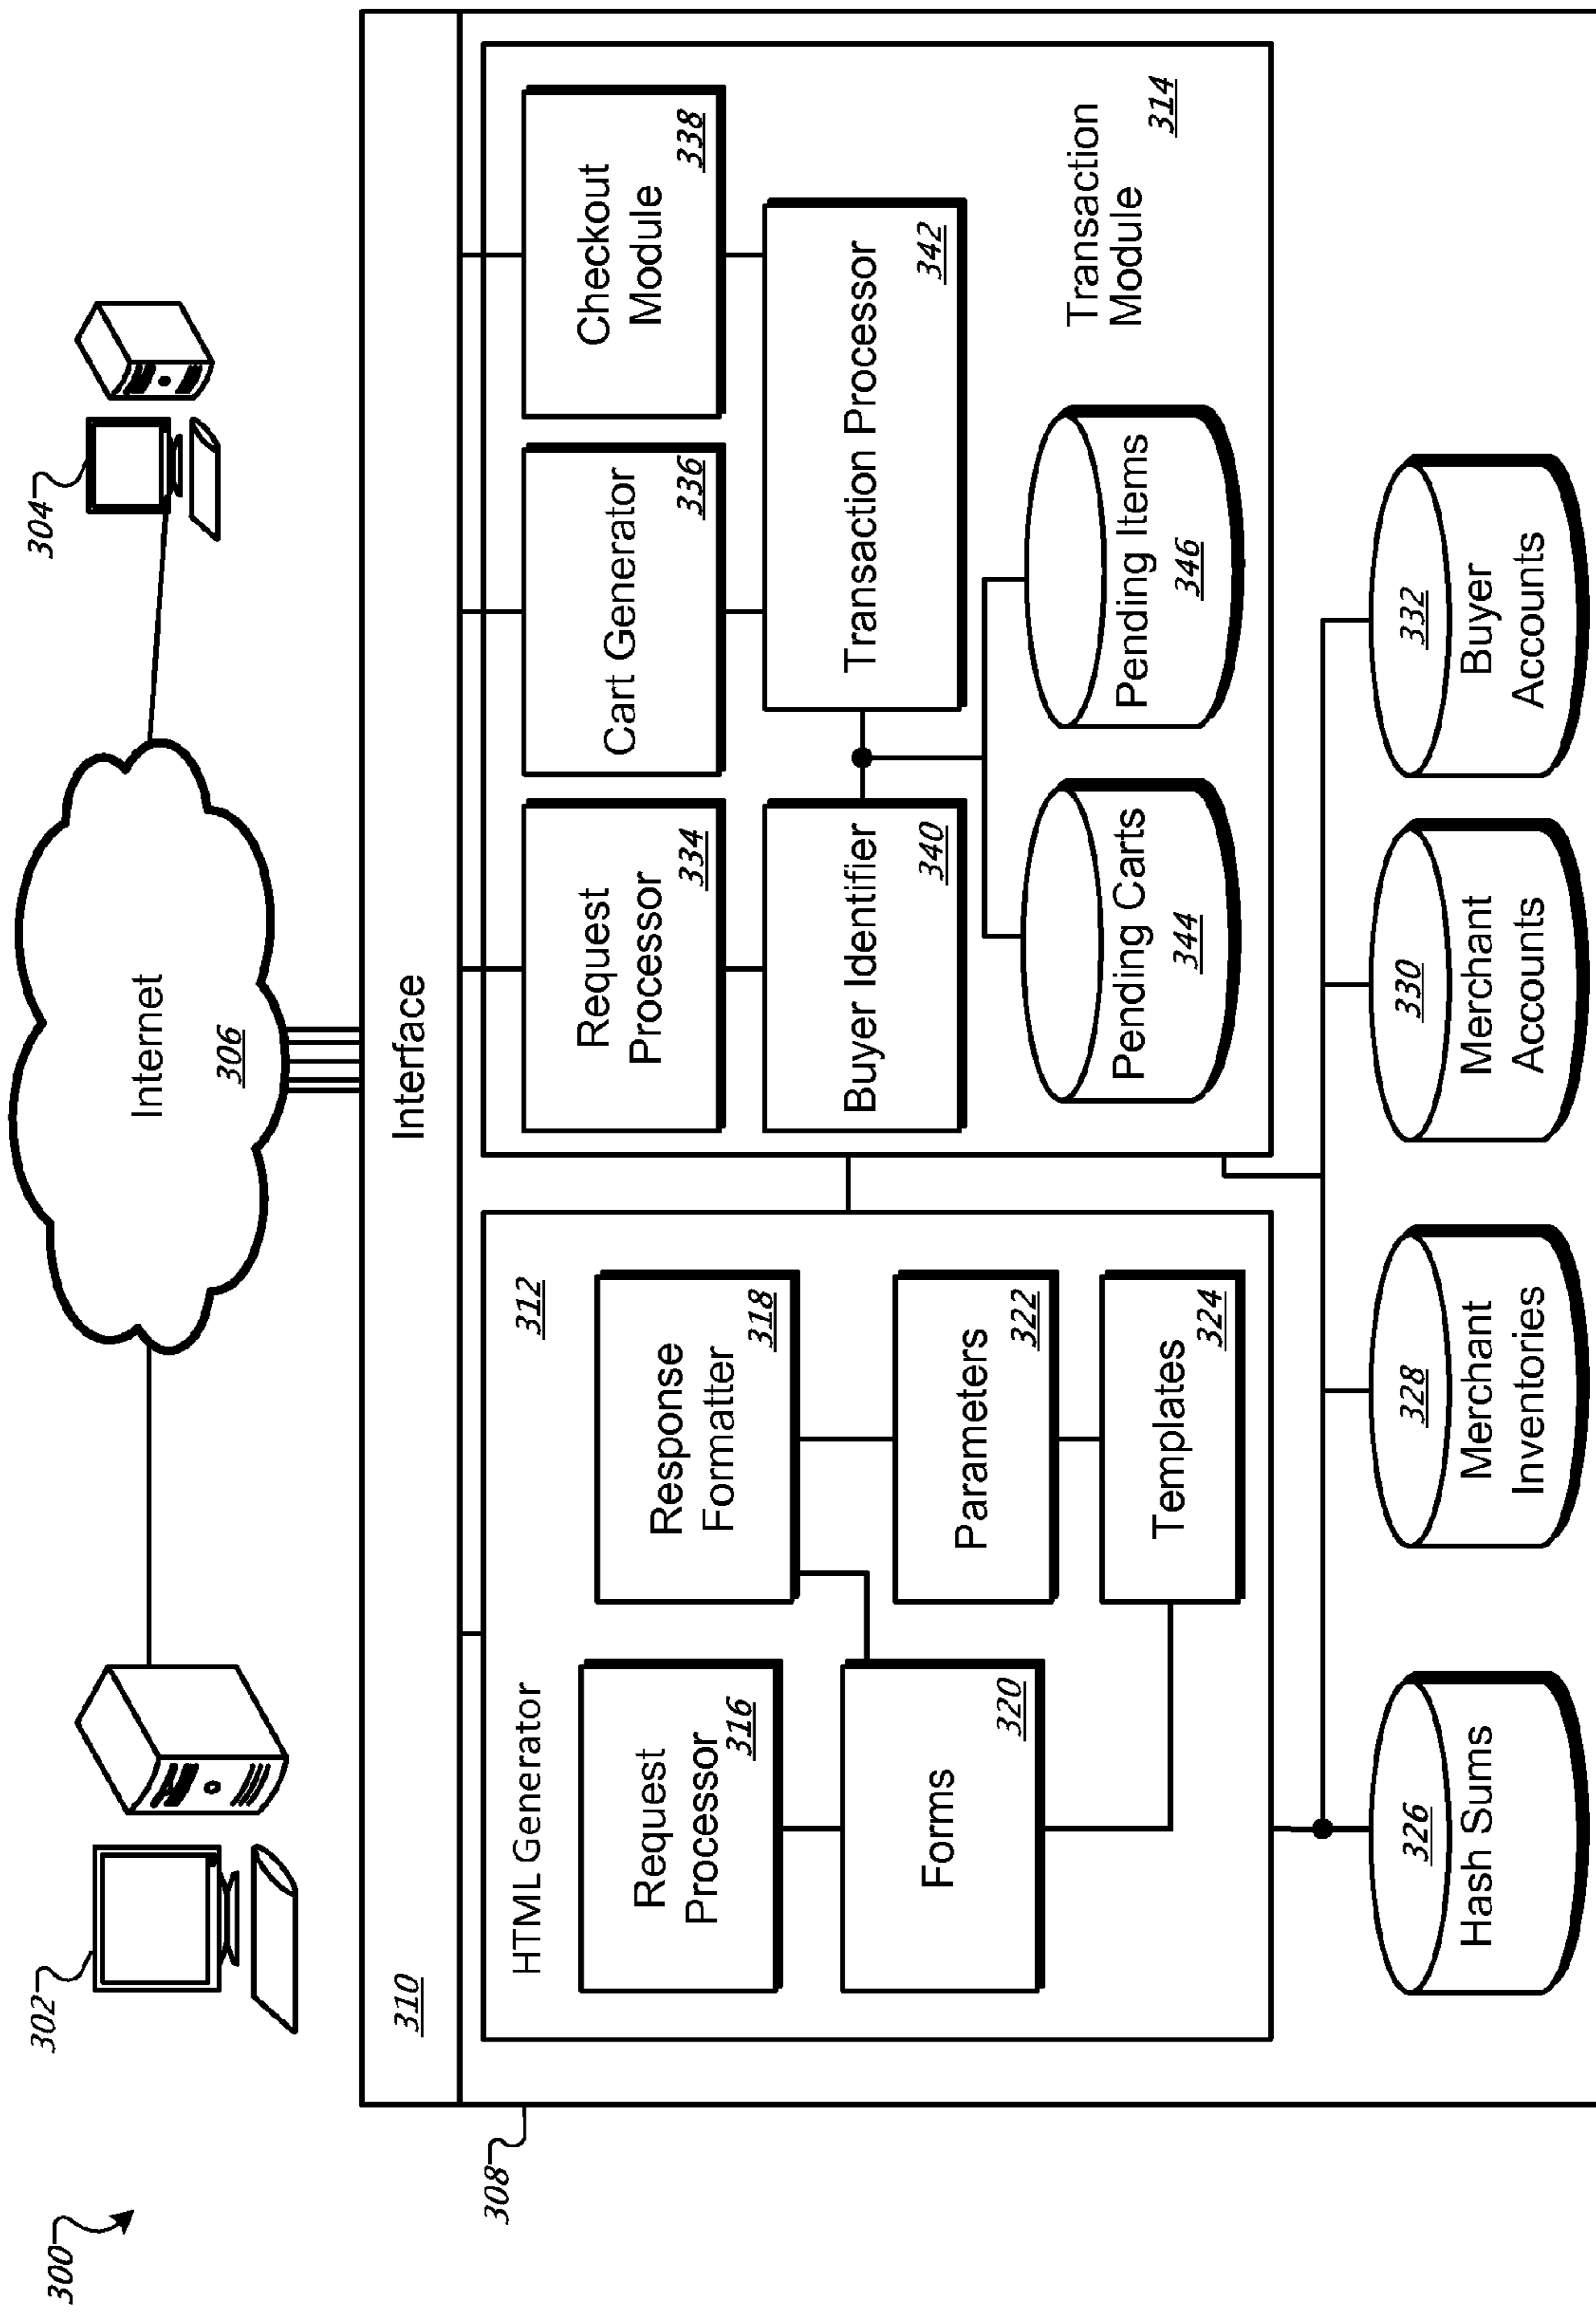 300
302
304
Internet
306
308
310
Interface
HTML Generator
312
Request
Processor
316
Response
Formatter
318
Forms
320
Parameters
322
Templates
324
Request
Processor
334
Cart Generator
336
Checkout
Module
338
Buyer Identifier
340
Transaction Processor
342
Pending Carts
344
Pending Items
346
Transaction
Module
314
326
Hash Sums
328
Merchant
Inventories
330
Merchant
Accounts
332
Buyer
Accounts